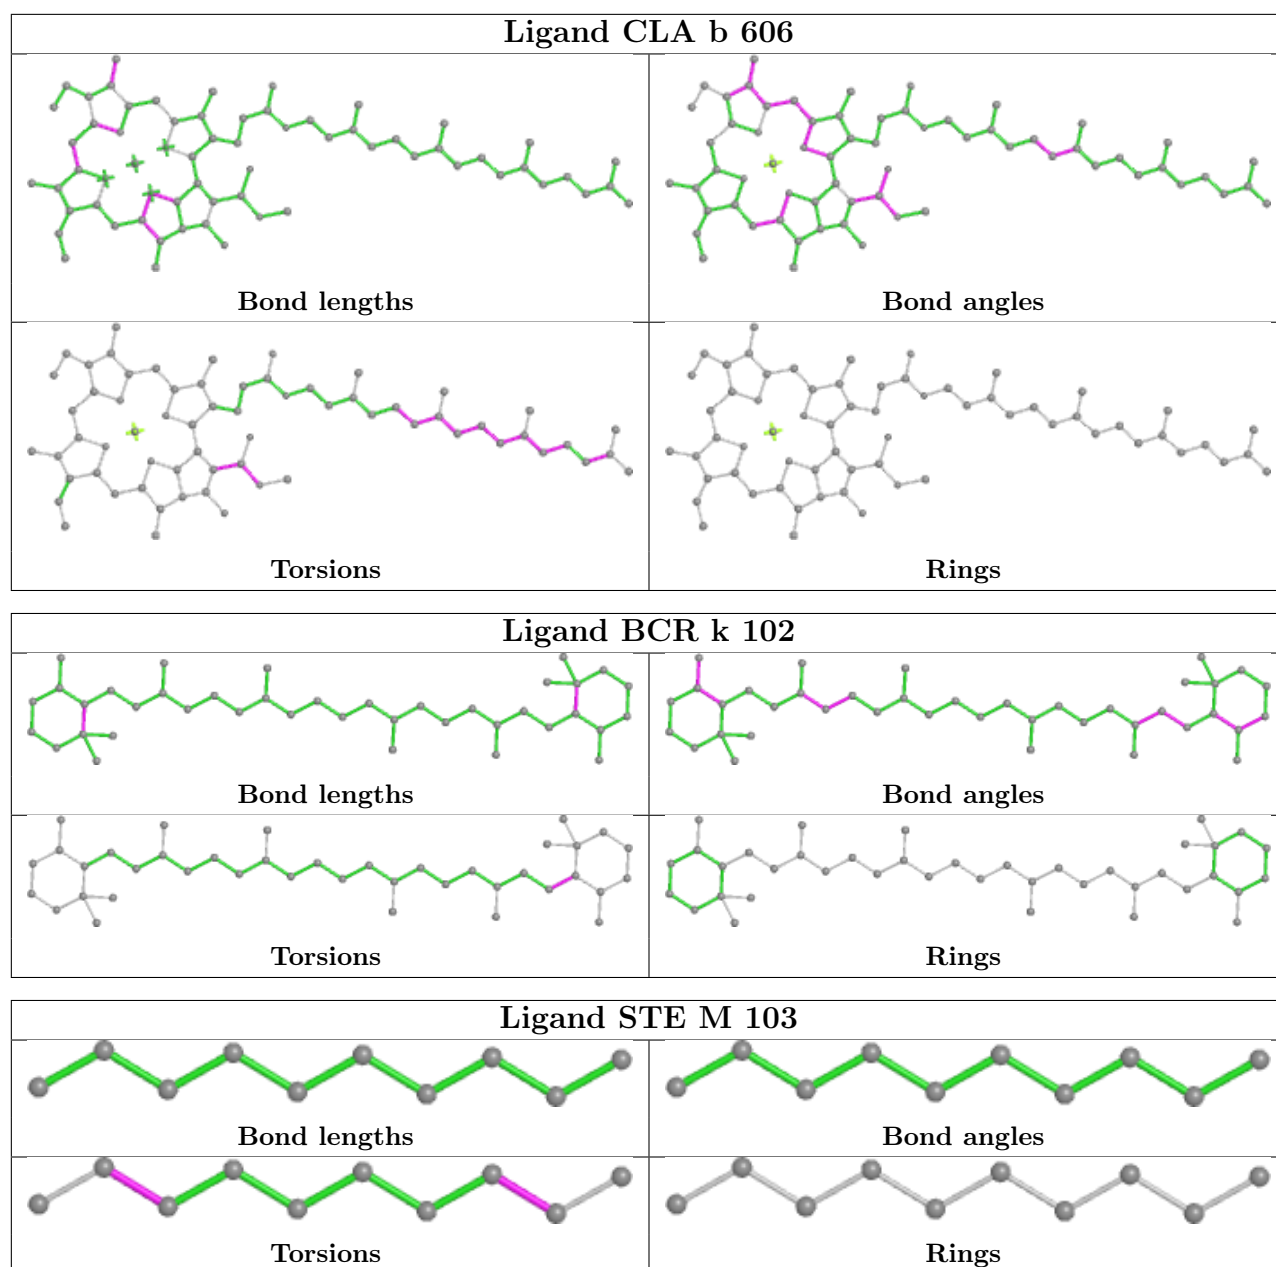 Ligand CLA b 606
Bond lengths
Bond angles
Torsions
Rings
Ligand BCR k 102
Bond lengths
Bond angles
Torsions
Rings
Ligand STE M 103
Bond lengths
Bond angles
Torsions
Rings